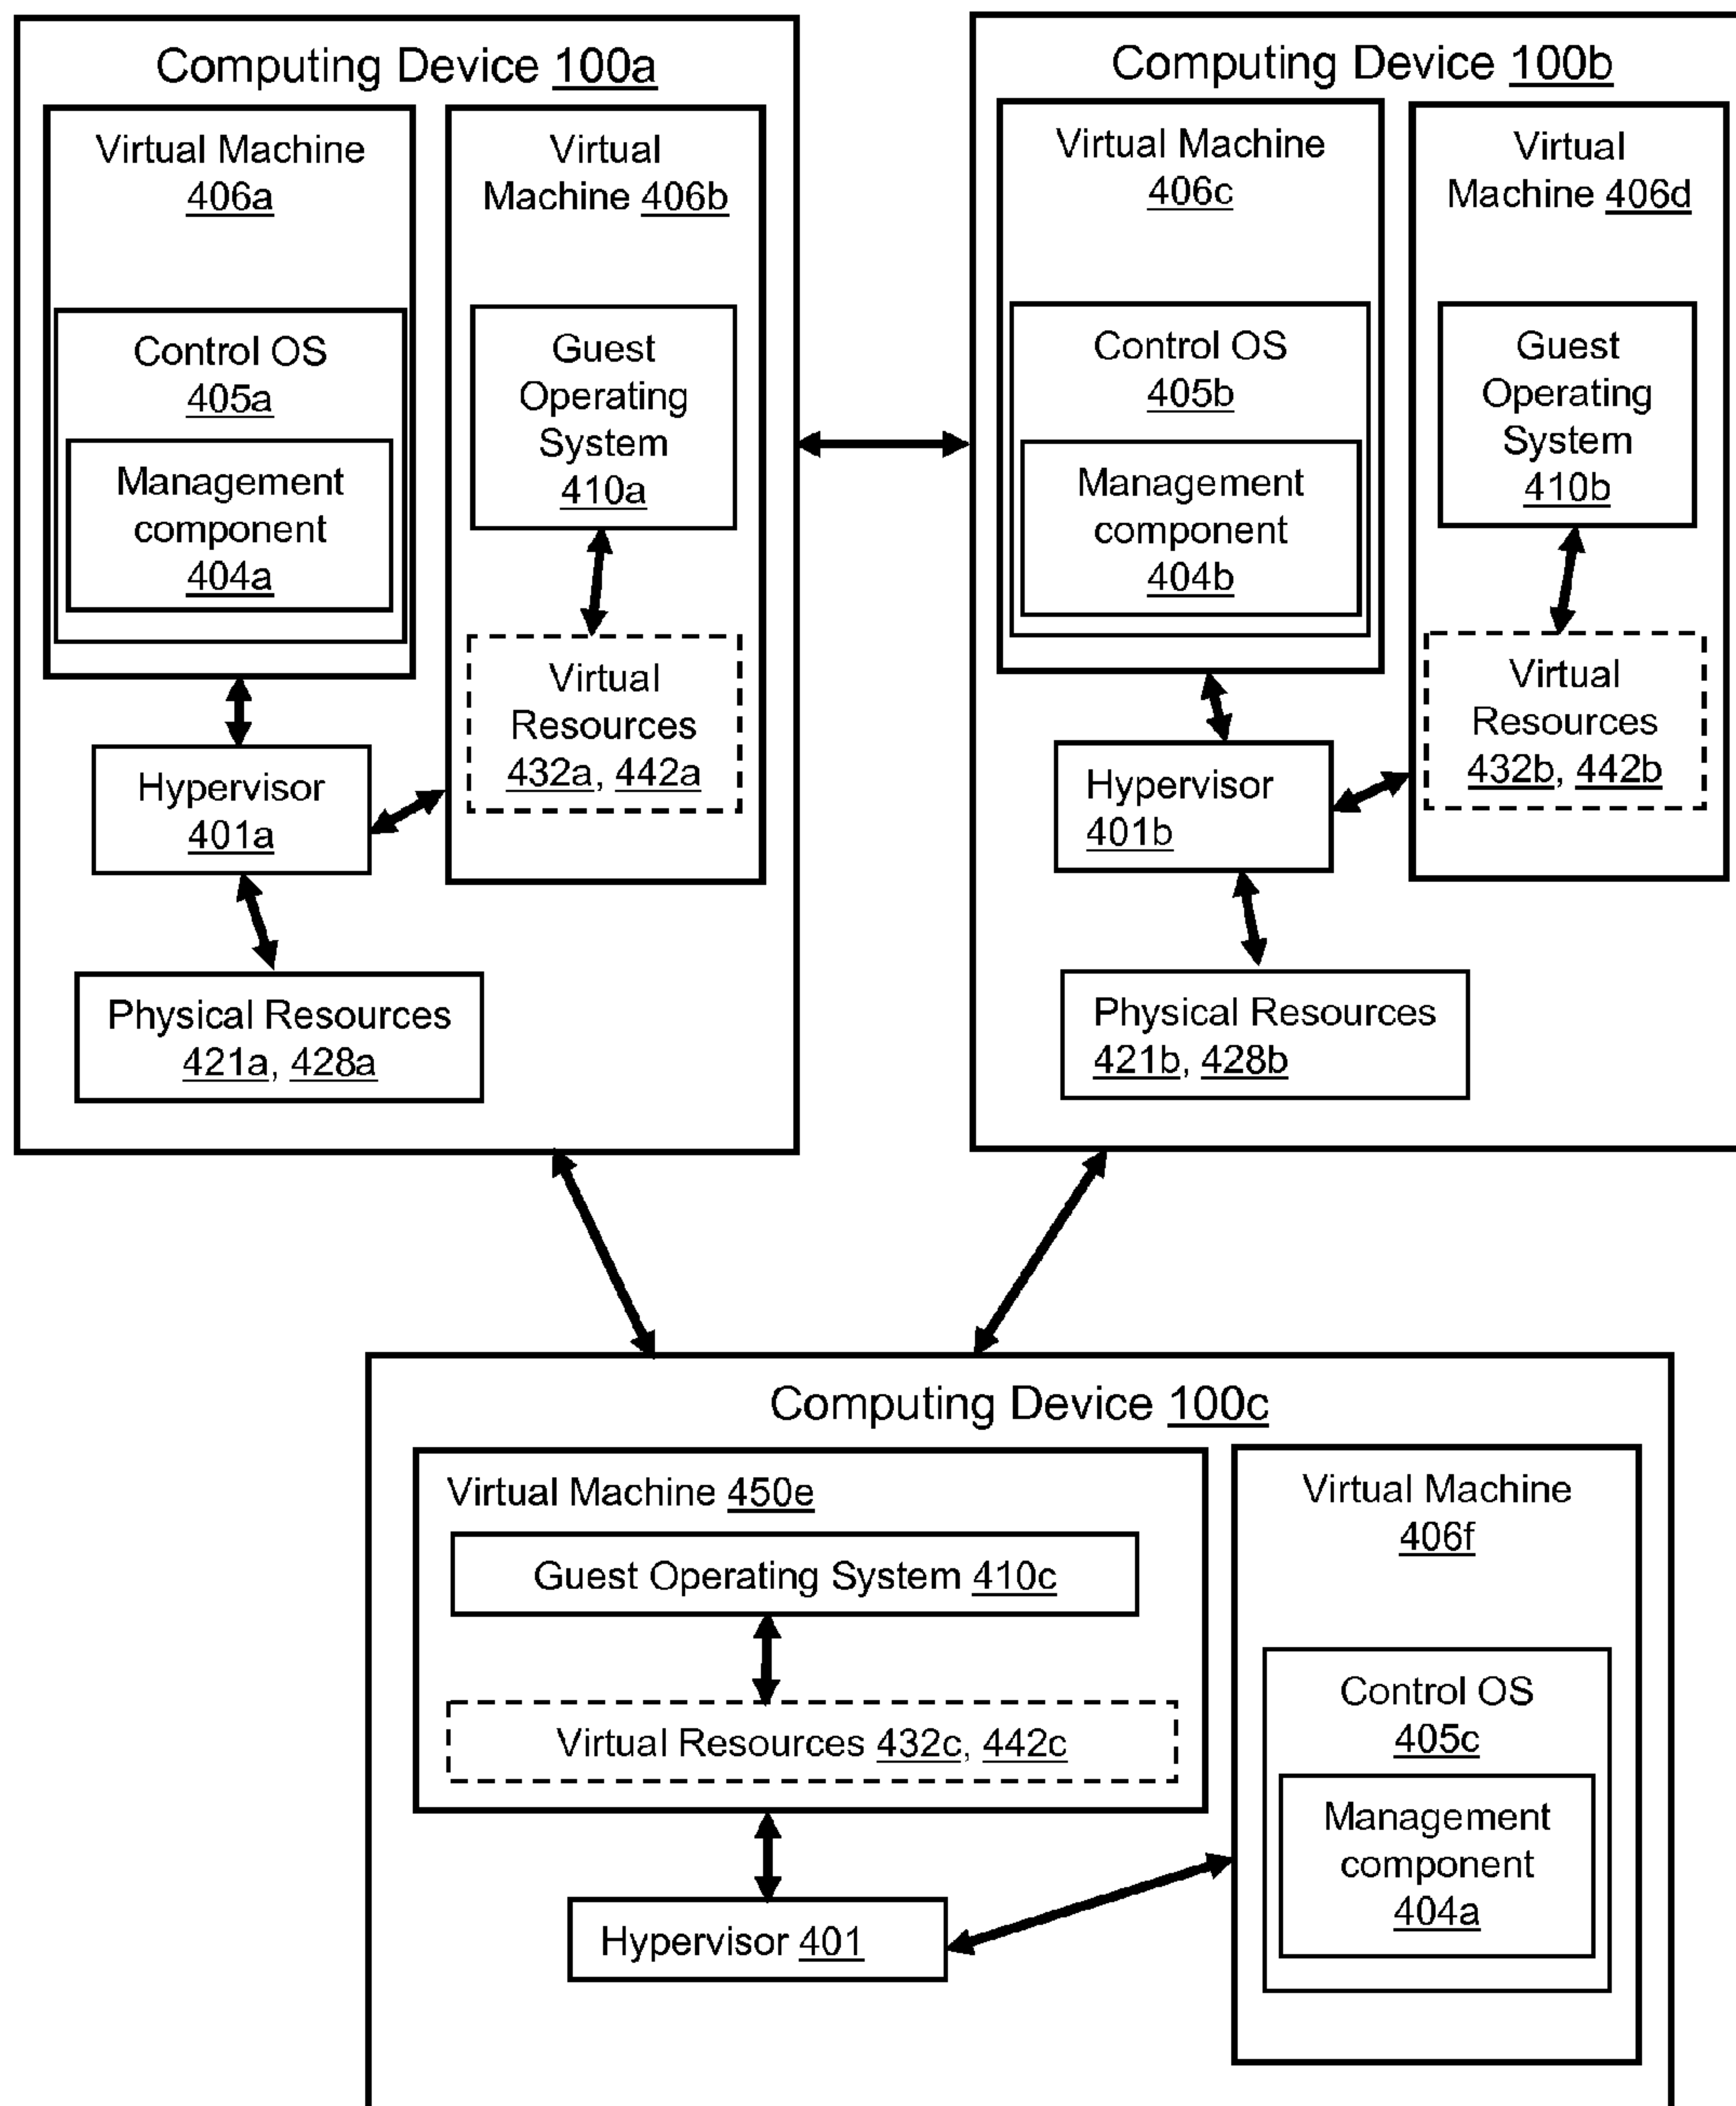 Computing Device 100a
Virtual Machine
406a
Control OS
405a
Management
component
404a
Virtual
Machine 406b
Guest
Operating
System
410a
Virtual
Resources
432a, 442a
Hypervisor
401a
Physical Resources
421a, 428a
Computing Device 100b
Virtual Machine
406c
Control OS
405b
Management
component
404b
Virtual
Machine 406d
Guest
Operating
System
410b
Virtual
Resources
432b, 442b
Hypervisor
401b
Physical Resources
421b, 428b
Computing Device 100c
Virtual Machine 450e
Guest Operating System 410c
Virtual Resources 432c, 442c
Hypervisor 401
Virtual Machine
406f
Control OS
405c
Management
component
404a